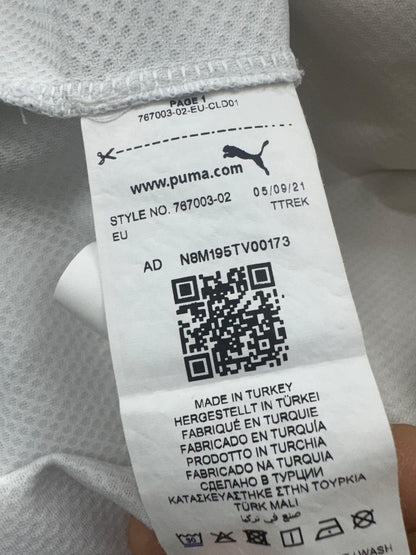 PAGE 1
767003-02-EU-CLD01
www.puma.com
STYLE NO. 767003-02 05/09/21
EU TTREK
AD N8M195TV00173
MADE IN TURKEY
HERGESTELLT IN TÜRKEI
FABRIQUÉ EN TURQUIE
FABRICADO EN TURQUÍA
PRODOTTO IN TURCHIA
FABRICADO NA TURQUIA
СДЕЛАНО В ТУРЦИИ
ΚΑΤΑΣΚΕΥΑΣΤΗΚΕ ΣΤΗΝ ΤΟΥΡΚΙΑ
TÜRK MALI
صنع في تركيا
WASH